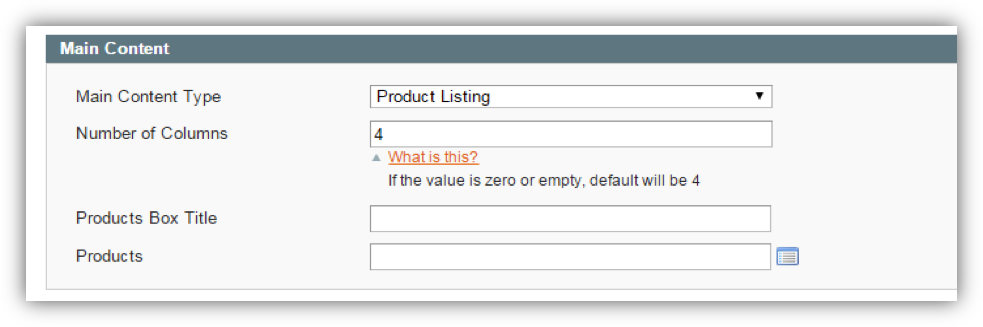 Main Content
Main Content Type Product Listing
Number of Columns 4
What is this?
If the value is zero or empty, default will be 4
Products Box Title
Products